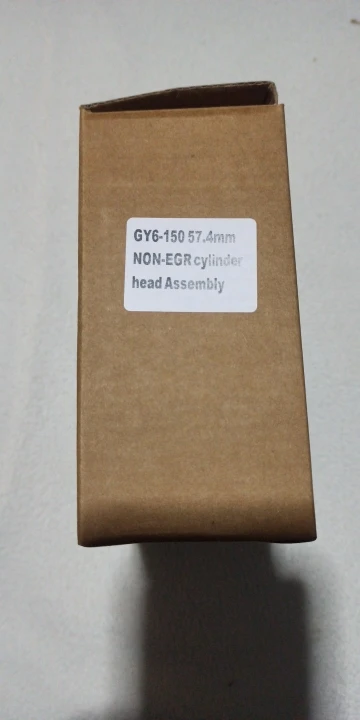 GY6-150 57.4mm
NON-EGR cylinder
head Assembly